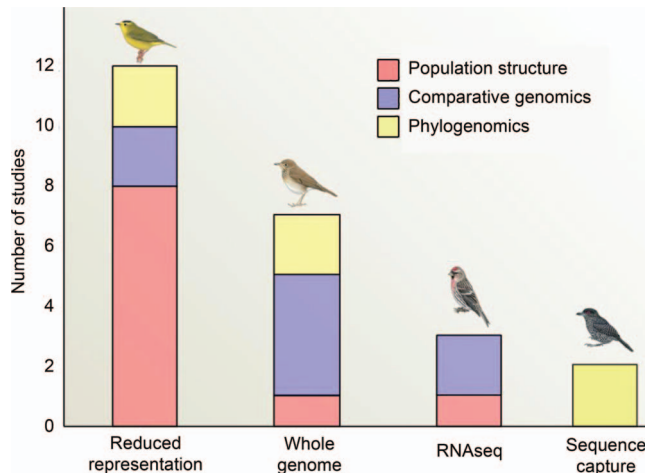 Number of studies
12
10
8
6
4
2
0
Population structure
Comparative genomics
Phylogenomics
Reduced
representation
Whole
genome
RNAseq
Sequence
capture